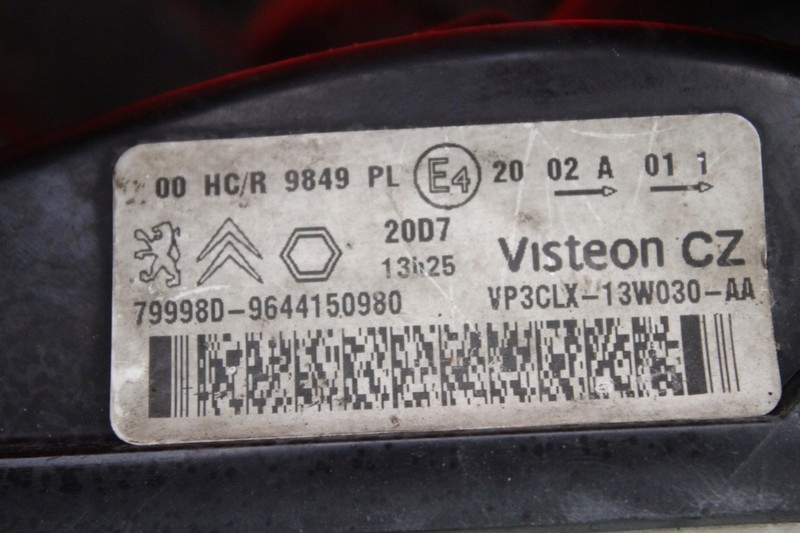 00 HC/R 9849 PL E4 20 02 A 01 1
20D7
13h25
Visteon CZ
79998D-9644150980
VP3CLX-13W030-AA